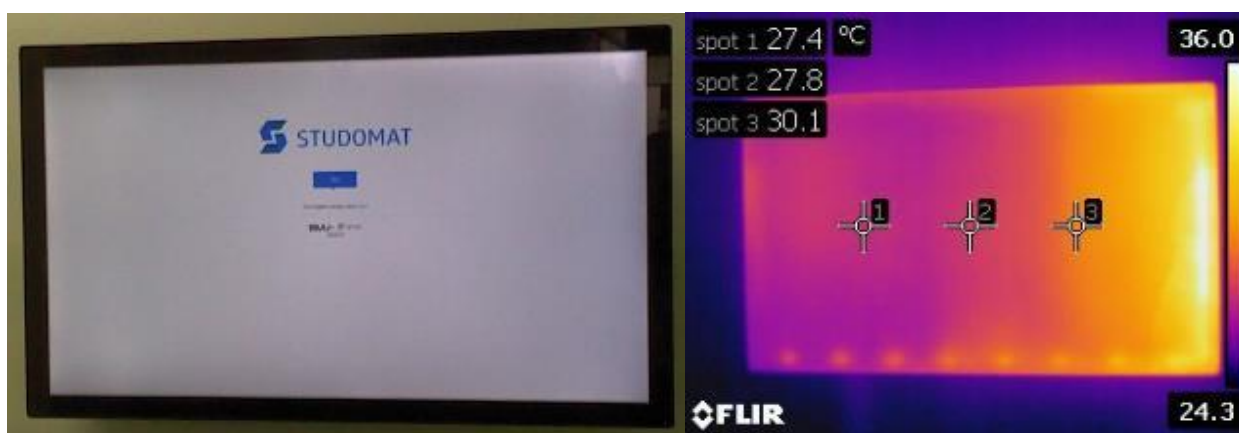 STUDOMAT
spot 1 27.4 °C
36.0
spot 2 27.8
spot 3 30.1
1
2
3
FLIR
24.3